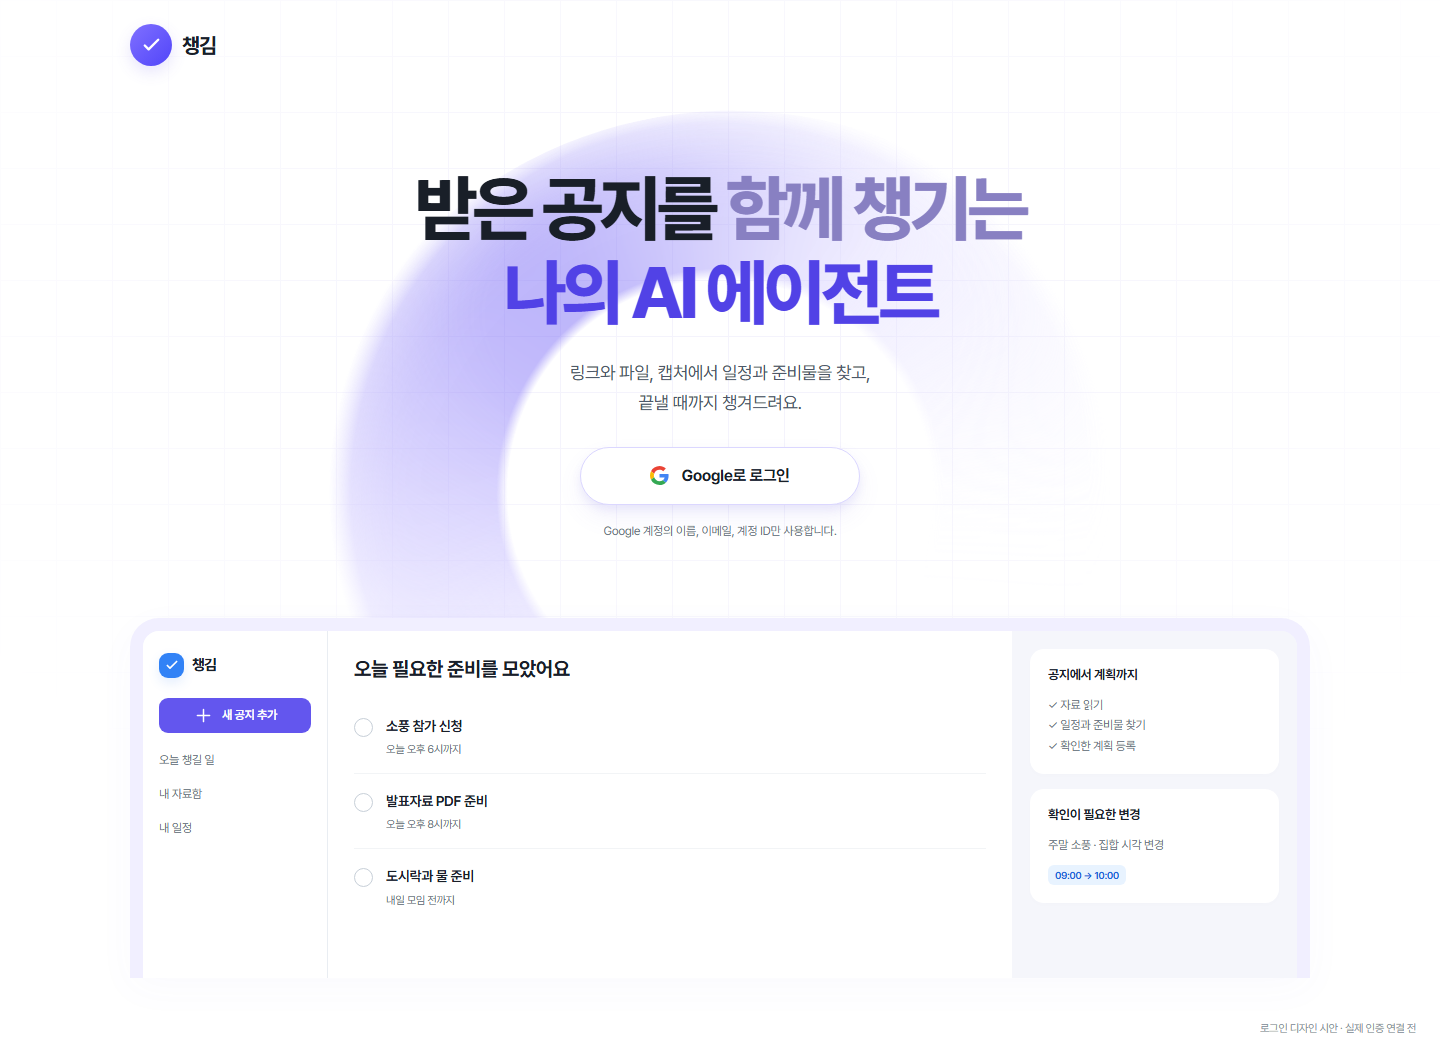 챙김
받은 공지를 함께 챙기는
나의 AI 에이전트
링크와 파일, 캡처에서 일정과 준비물을 찾고,
끝낼 때까지 챙겨드려요.
Google로 로그인
Google 계정의 이름, 이메일, 계정 ID만 사용합니다.
챙김
새 공지 추가
오늘 챙길 일
내 자료함
내 일정
오늘 필요한 준비를 모았어요
소풍 참가 신청
오늘 오후 6시까지
발표자료 PDF 준비
오늘 오후 8시까지
도시락과 물 준비
내일 모임 전까지
공지에서 계획까지
✓ 자료 읽기
✓ 일정과 준비물 찾기
✓ 확인한 계획 등록
확인이 필요한 변경
주말 소풍 · 집합 시각 변경
09:00 → 10:00
로그인 디자인 시안 · 실제 인증 연결 전